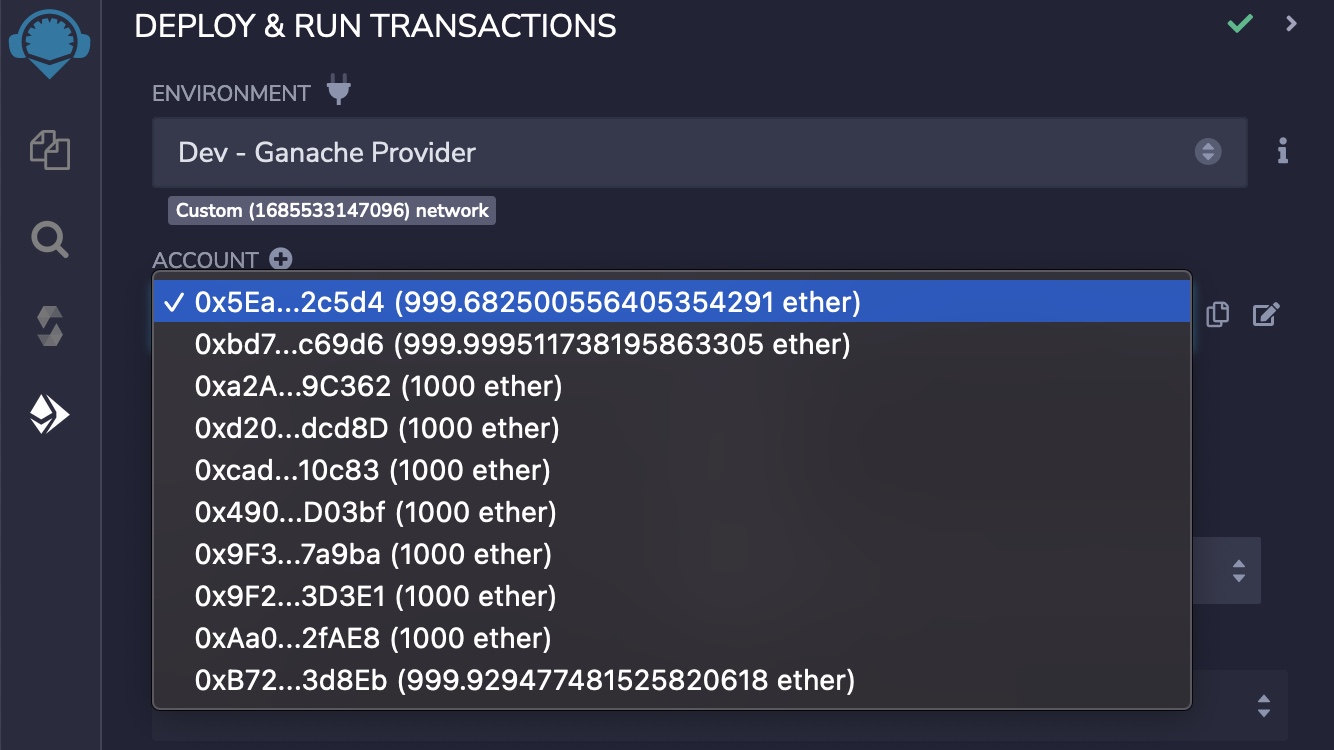 DEPLOY & RUN TRANSACTIONS
ENVIRONMENT
Dev - Ganache Provider
Custom (1685533147096) network
ACCOUNT
0x5Ea...2c5d4 (999.682500556405354291 ether)
0xbd7...c69d6 (999.999511738195863305 ether)
0xa2A...9C362 (1000 ether)
0xd20...dcd8D (1000 ether)
0xcad...10c83 (1000 ether)
0x490...D03bf (1000 ether)
0x9F3...7a9ba (1000 ether)
0x9F2...3D3E1 (1000 ether)
0xAa0...2fAE8 (1000 ether)
0xB72...3d8Eb (999.929477481525820618 ether)